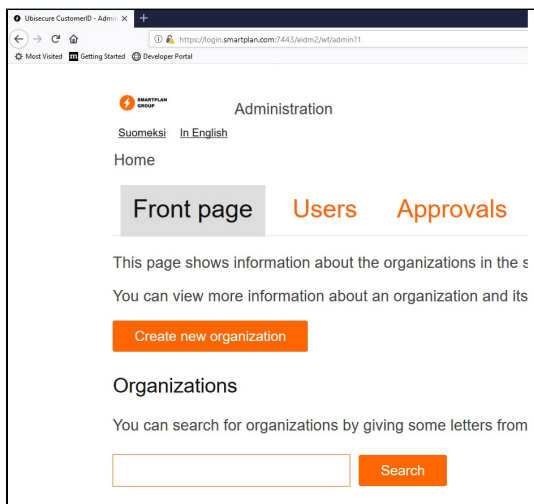 Ubisecure CustomerID - Admin
https://login.smartplan.com:7443/eidm2/wf/admin?1
Most Visited Getting Started Developer Portal
SMARTPLAN
GROUP
Administration
Suomeksi In English
Home
Front page Users Approvals
This page shows information about the organizations in the s
You can view more information about an organization and its
Create new organization
Organizations
You can search for organizations by giving some letters from
Search